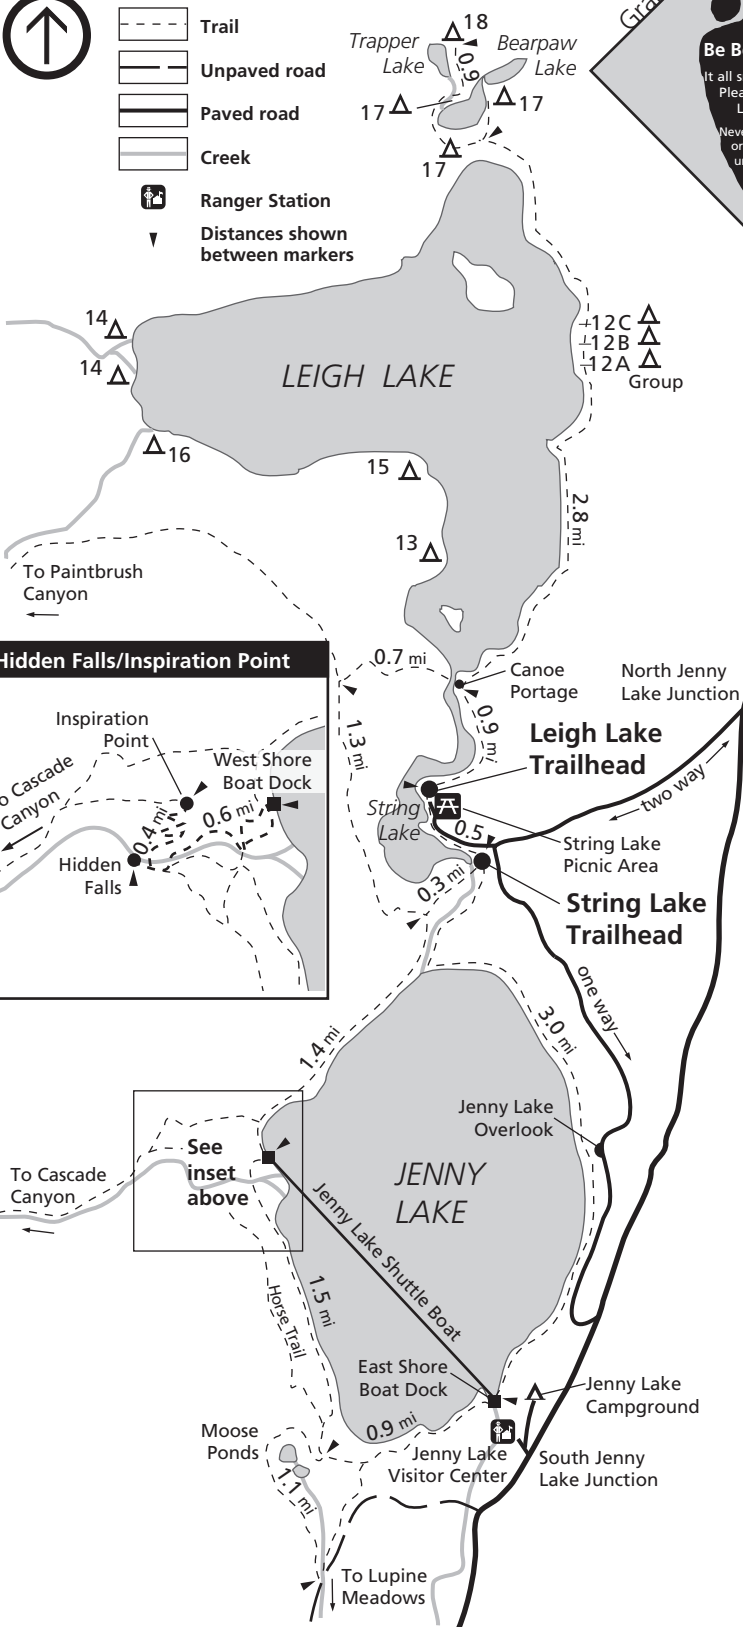 Trail
Unpaved road
Paved road
Creek
Ranger Station
Distances shown
between markers
18
Trapper
Lake
0.9
Bearpaw
Lake
17
17
17
Be B
It all s
Plea
L
Neve
or
u
14
14
LEIGH LAKE
12C
12B
12A
Group
16
15
13
2.8 mi
To Paintbrush
Canyon
0.7 mi
Canoe
Portage
North Jenny
Lake Junction
Hidden Falls/Inspiration Point
Inspiration
Point
West Shore
Boat Dock
o Cascade
Canyon
0.4 mi
0.6 mi
Hidden
Falls
1.3 mi
0.9 mi
Leigh Lake
Trailhead
two way
String
Lake
0.5
String Lake
Picnic Area
0.3 mi
String Lake
Trailhead
one way
1.4 mi
3.0 mi
Jenny Lake
Overlook
See
inset
above
To Cascade
Canyon
JENNY
LAKE
Jenny Lake Shuttle Boat
1.5 mi
Horse Trail
East Shore
Boat Dock
Jenny Lake
Campground
0.9 mi
Moose
Ponds
Jenny Lake
Visitor Center
South Jenny
Lake Junction
1.1 mi
To Lupine
Meadows